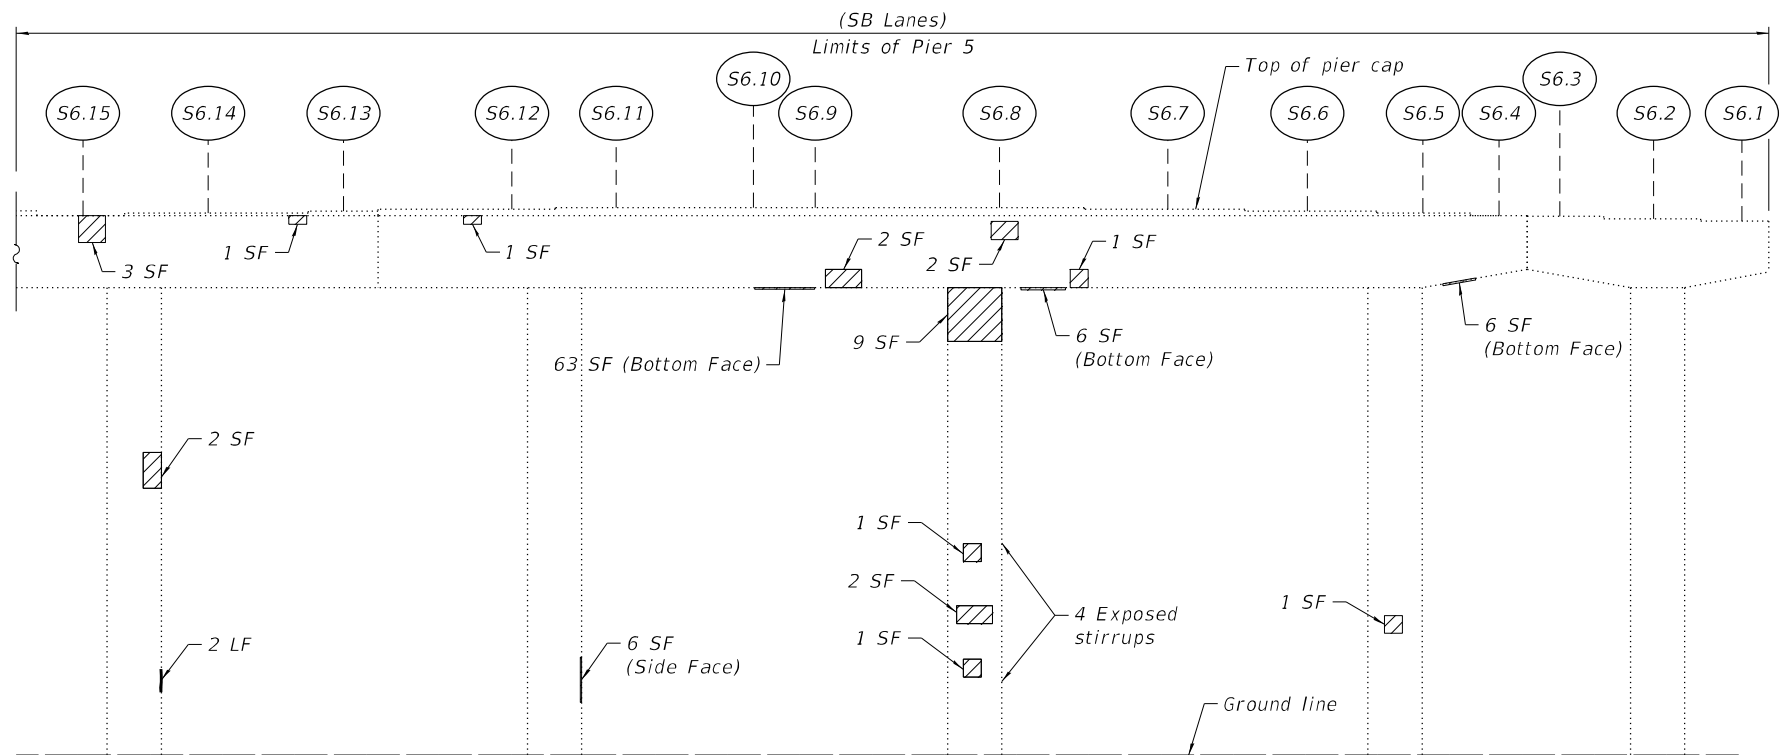 (SB Lanes)
Limits of Pier 5
Top of pier cap
S6.15
S6.14
S6.13
S6.12
S6.11
S6.10
S6.9
S6.8
S6.7
S6.6
S6.5
S6.4
S6.3
S6.2
S6.1
3 SF
1 SF
1 SF
2 SF
2 SF
1 SF
9 SF
63 SF (Bottom Face)
6 SF
(Bottom Face)
6 SF
(Bottom Face)
2 SF
1 SF
2 SF
1 SF
4 Exposed
stirrups
1 SF
2 LF
6 SF
(Side Face)
Ground line